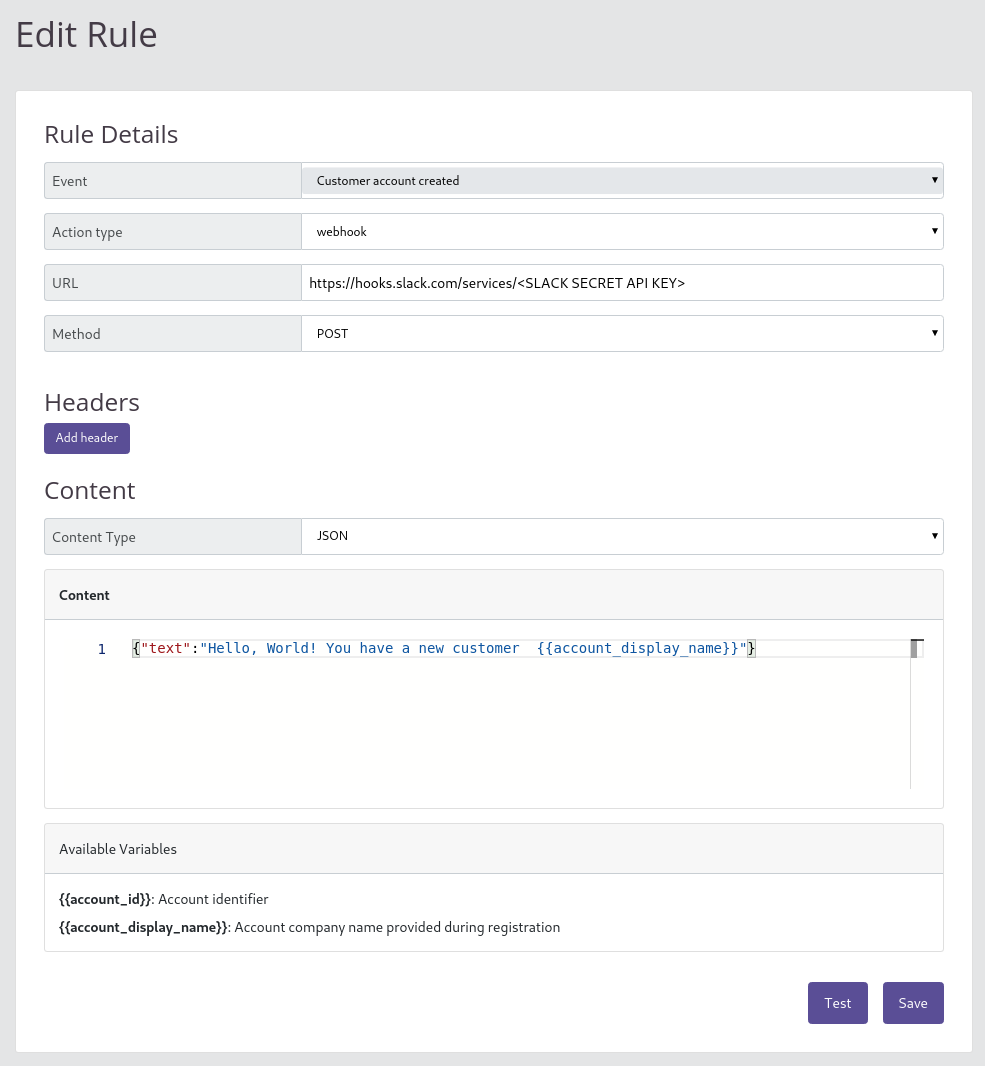 Edit Rule
Rule Details
Event Customer account created
Action type webhook
URL https://hooks.slack.com/services/<SLACK SECRET API KEY>
Method POST
Headers
Add header
Content
Content Type JSON
Content
1 {"text":"Hello, World! You have a new customer  {{account_display_name}}"}
Available Variables
{{account_id}}: Account identifier
{{account_display_name}}: Account company name provided during registration
Test Save